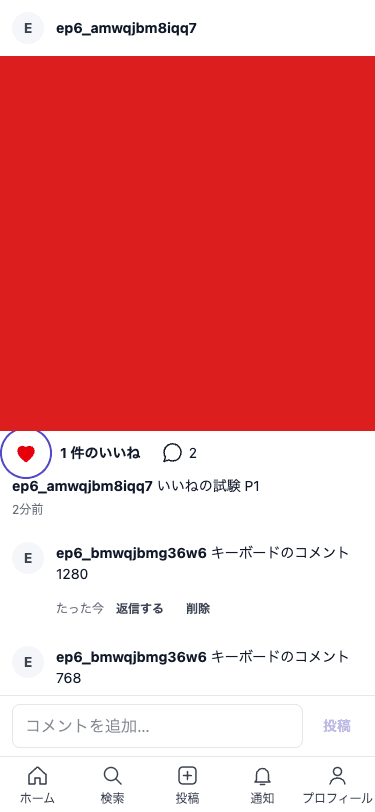 E ep6_amwqjbm8iqq7
1 件のいいね 2
ep6_amwqjbm8iqq7 いいねの試験 P1
2分前
E ep6_bmwqjbmg36w6 キーボードのコメント
1280
たった今 返信する 削除
E ep6_bmwqjbmg36w6 キーボードのコメント
768
コメントを追加... 投稿
ホーム 検索 投稿 通知 プロフィール